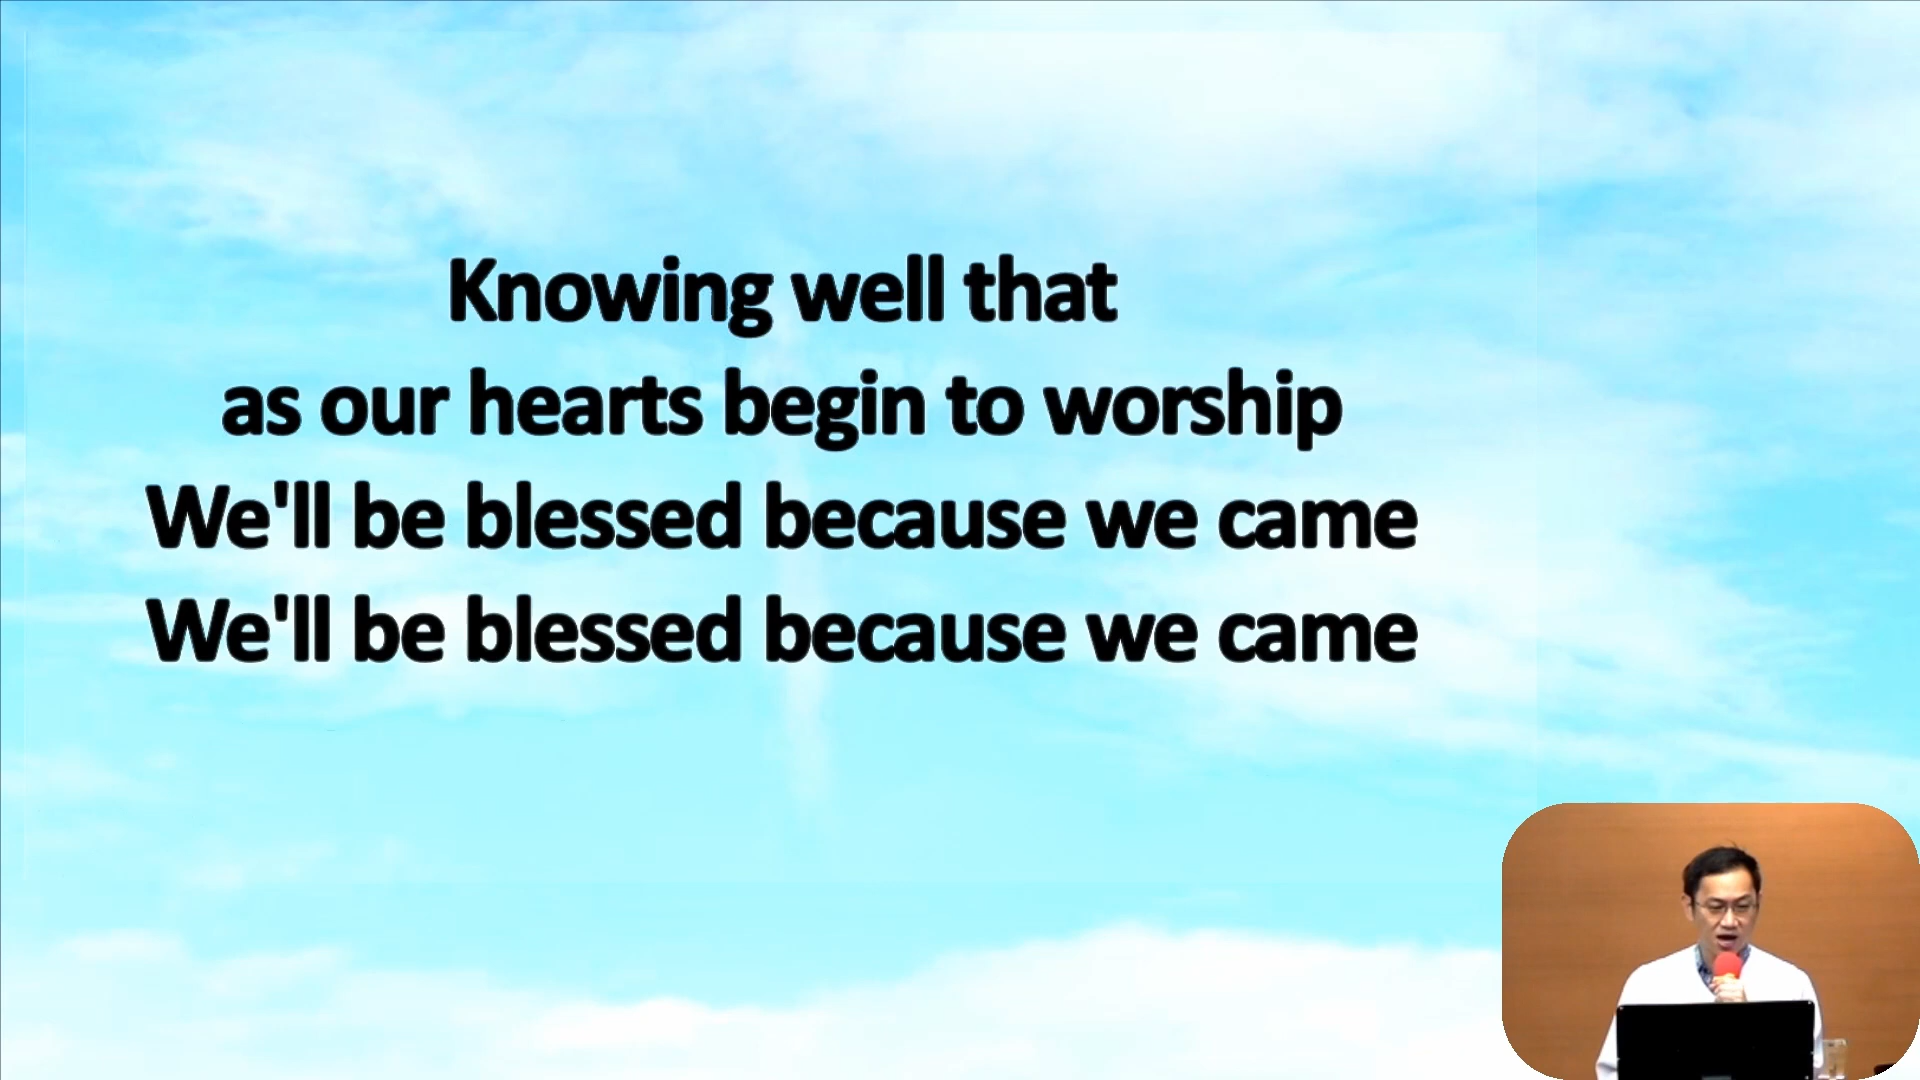 Knowing well that
as our hearts begin to worship
We'll be blessed because we came
We'll be blessed because we came